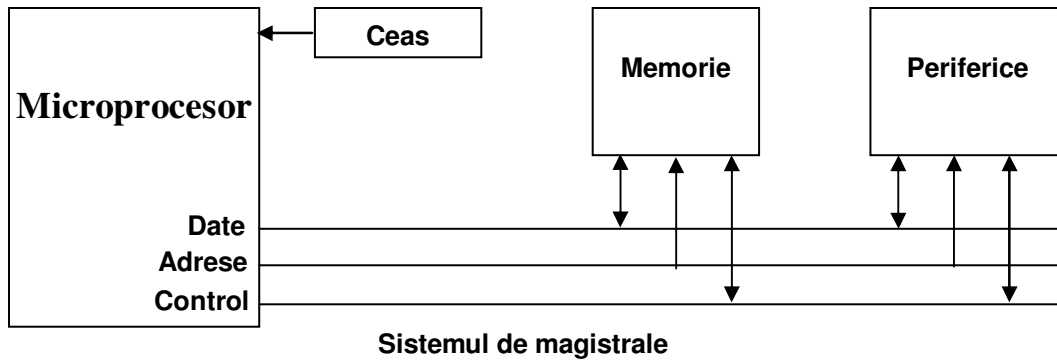 Ceas
Memorie
Periferice
Microprocesor
Date
Adrese
Control
Sistemul de magistrale